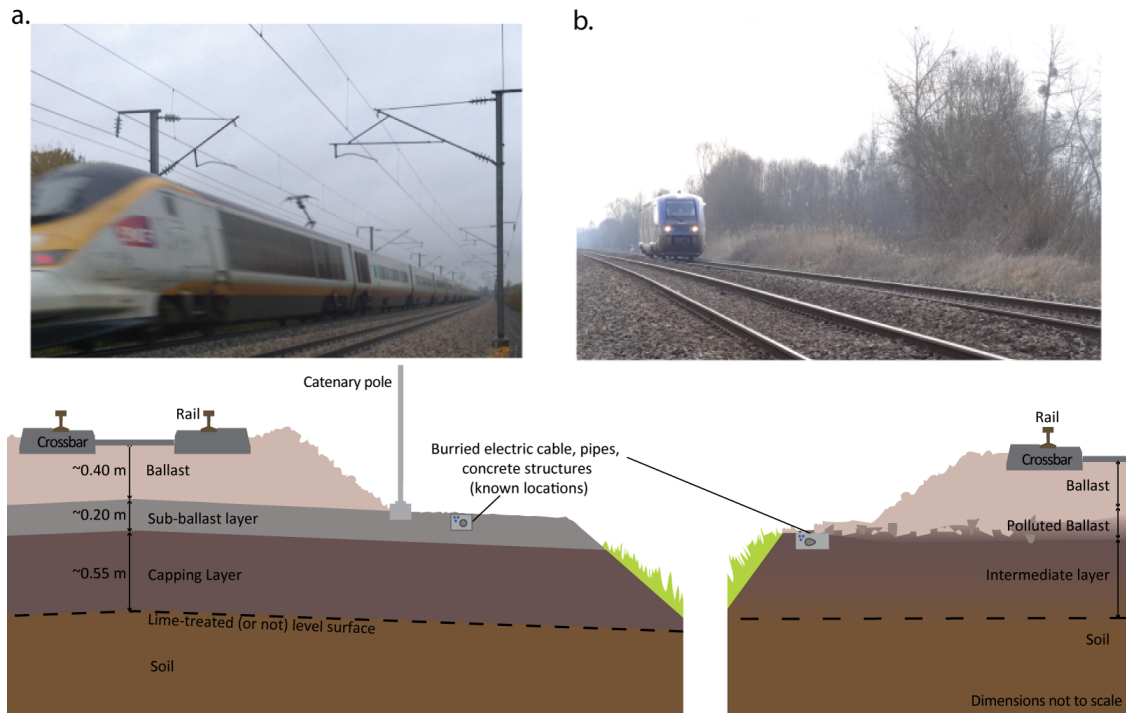 a.
b.
Catenary pole
Rail
Crossbar
~0.40 m
Ballast
~0.20 m
Sub-ballast layer
~0.55 m
Capping Layer
Lime-treated (or not) level surface
Soil
Burried electric cable, pipes,
concrete structures
(known locations)
Rail
Crossbar
Ballast
Polluted Ballast
Intermediate layer
Soil
Dimensions not to scale